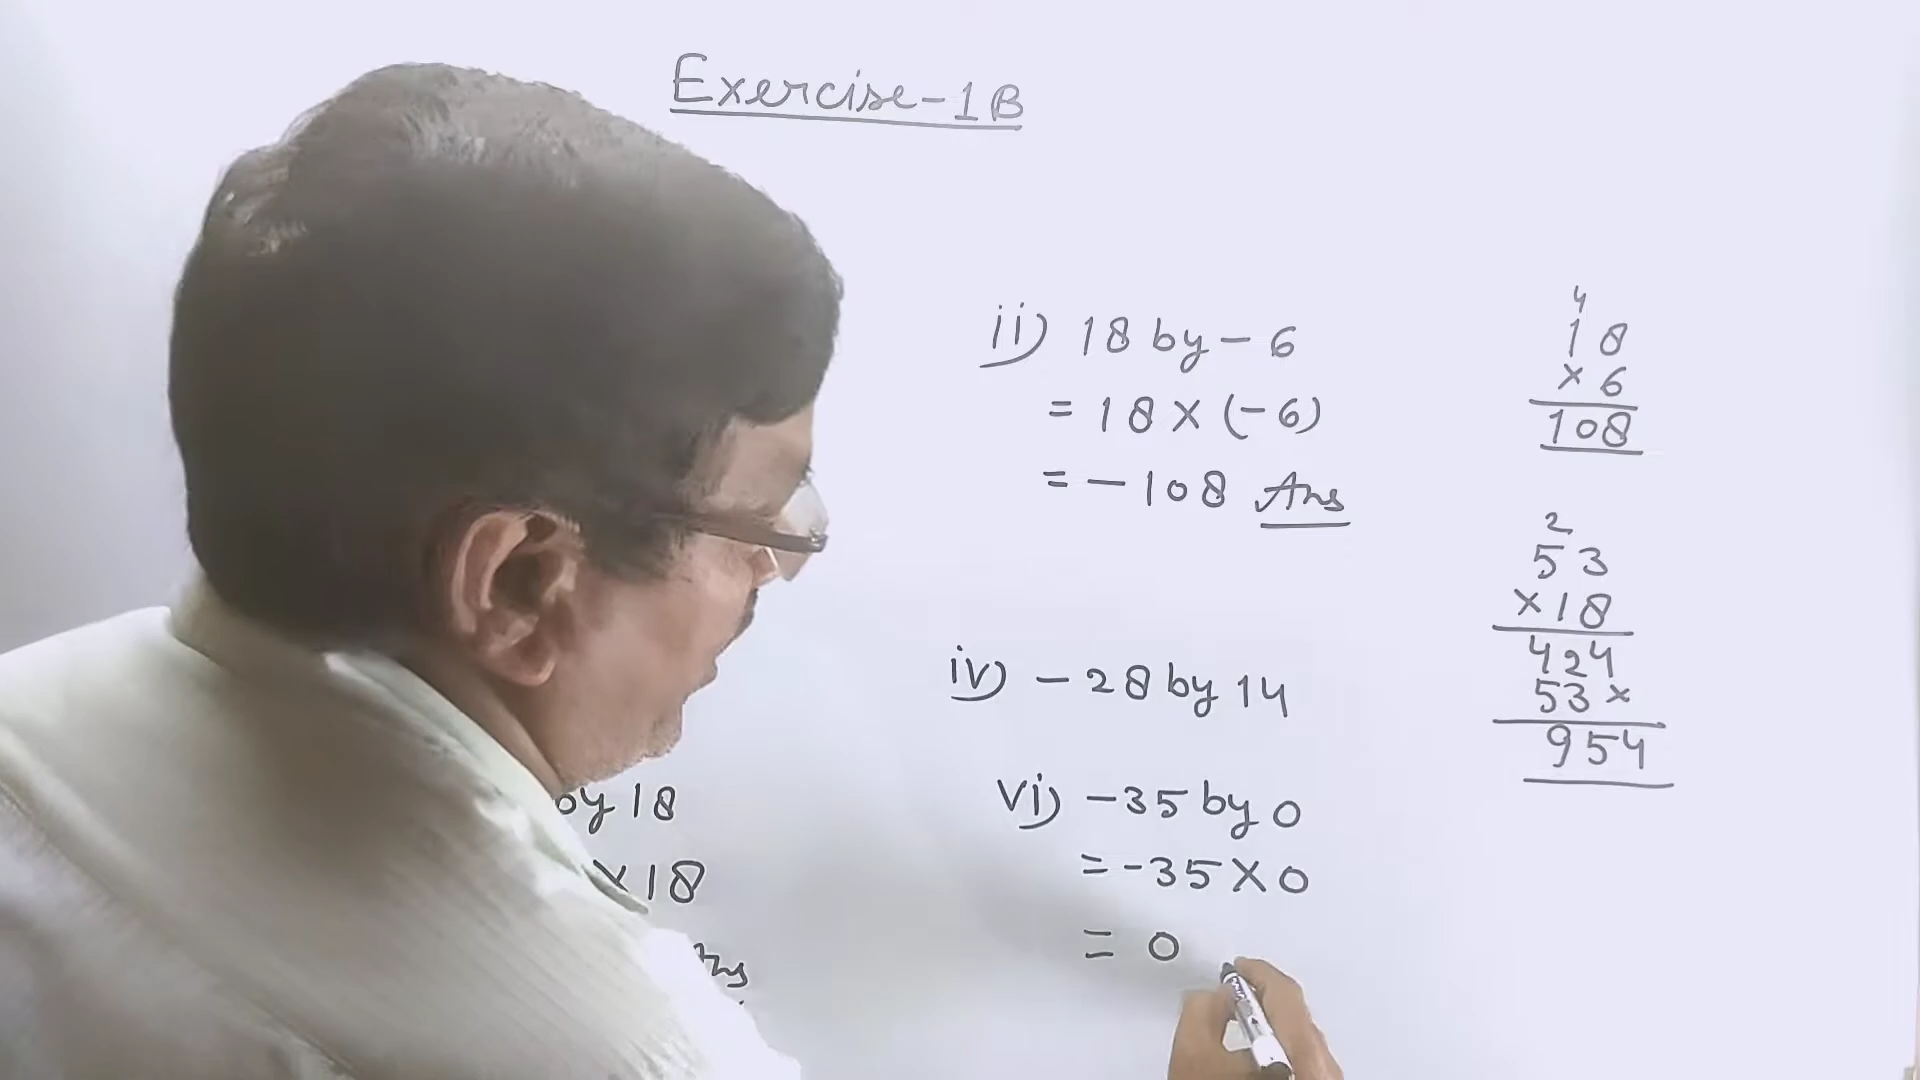 Exercise-1B
ii) 18 by - 6
= 18 × (-6)
= - 108 Ans
4
18
× 6
108
2
53
×18
424
53×
954
iv) - 28 by 14
by 18
×18
vi) -35 by 0
= -35 × 0
= 0